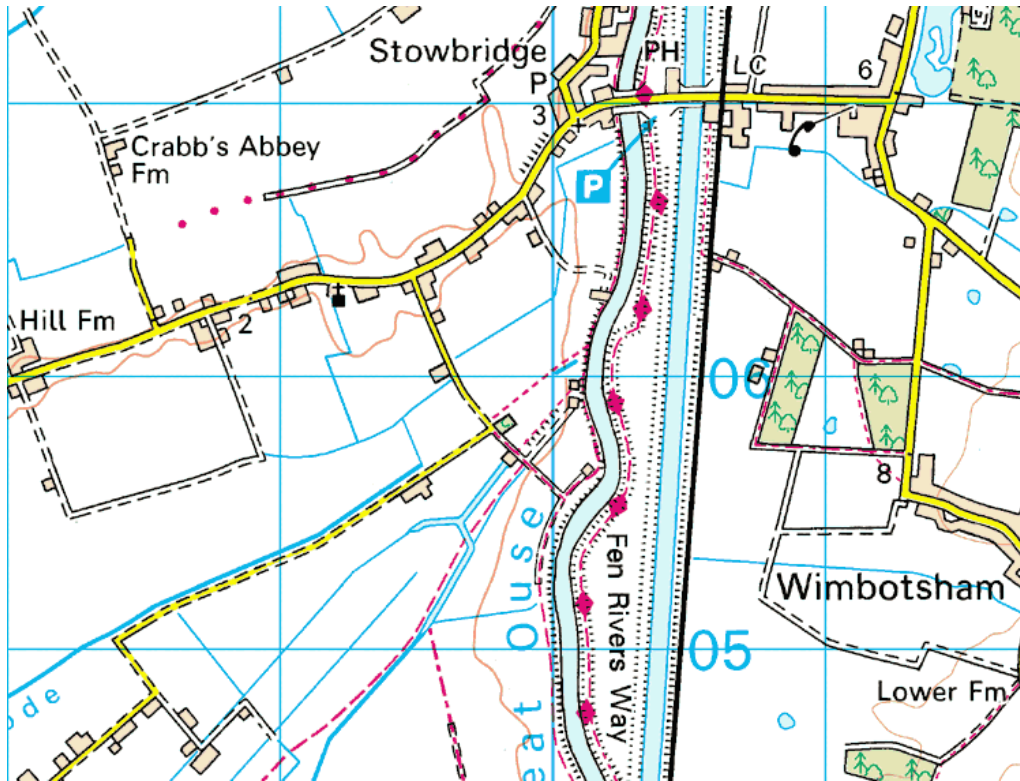 Stowbridge
PH
LC
6
P
3
Crabb's Abbey
Fm
P
Hill Fm
2
06
8
Ouse
Fen Rivers Way
Wimbotsham
05
Lower Fm
ode
eat